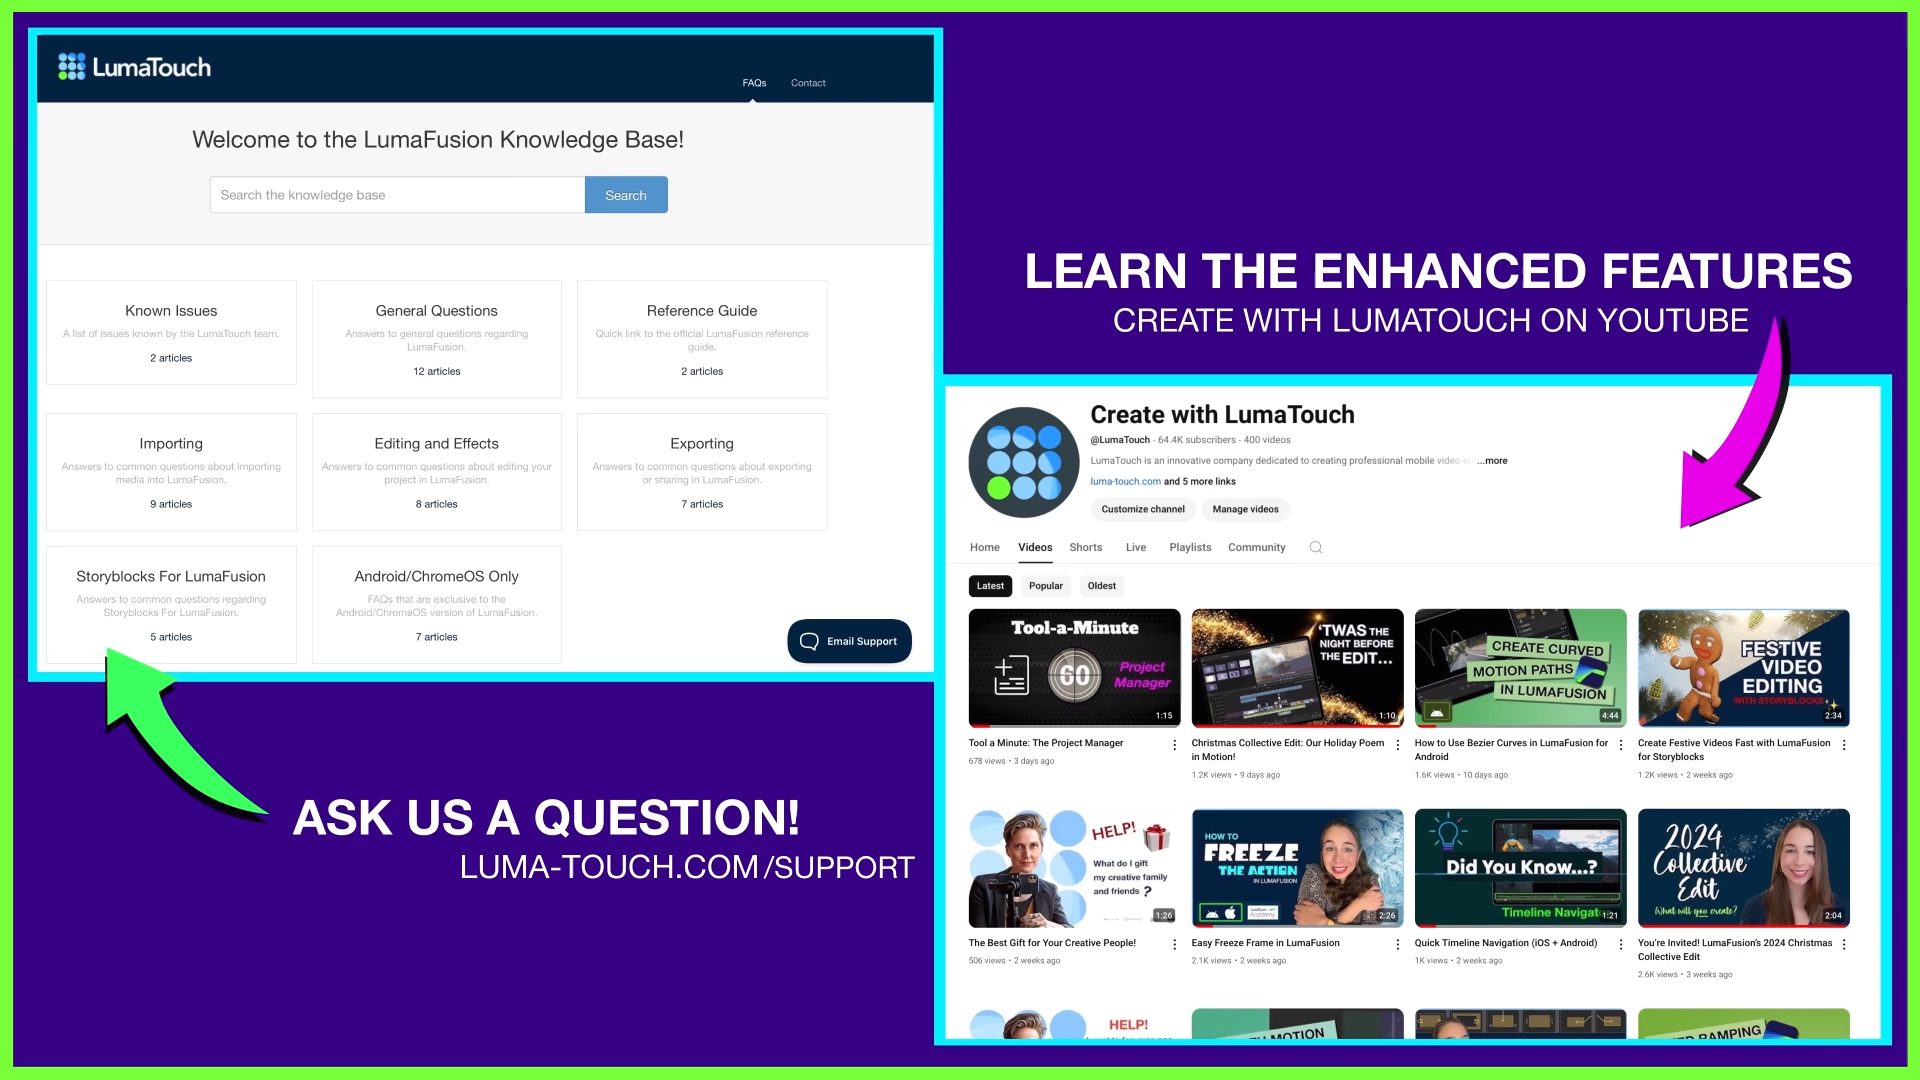 LumaTouch
FAQs Contact
Welcome to the LumaFusion Knowledge Base!
Search the knowledge base Search
Known Issues
A list of issues known by the LumaTouch team.
2 articles
General Questions
Answers to general questions regarding
LumaFusion.
12 articles
Reference Guide
Quick link to the official LumaFusion reference
guide.
2 articles
Importing
Answers to common questions about importing
media into LumaFusion.
9 articles
Editing and Effects
Answers to common questions about editing your
project in LumaFusion.
8 articles
Exporting
Answers to common questions about exporting
or sharing in LumaFusion.
7 articles
Storyblocks For LumaFusion
Answers to common questions regarding
Storyblocks For LumaFusion.
5 articles
Android/ChromeOS Only
FAQs that are exclusive to the
Android/ChromeOS version of LumaFusion.
7 articles
Email Support
ASK US A QUESTION!
LUMA-TOUCH.COM/SUPPORT
LEARN THE ENHANCED FEATURES
CREATE WITH LUMATOUCH ON YOUTUBE
Create with LumaTouch
@LumaTouch · 64.4K subscribers · 400 videos
LumaTouch is an innovative company dedicated to creating professional mobile video ...more
luma-touch.com and 5 more links
Customize channel Manage videos
Home Videos Shorts Live Playlists Community
Latest Popular Oldest
Tool-a-Minute
60
Project
Manager
1:15
Tool a Minute: The Project Manager
678 views • 3 days ago
'TWAS THE
NIGHT BEFORE
THE EDIT...
1:10
Christmas Collective Edit: Our Holiday Poem
in Motion!
1.2K views • 9 days ago
CREATE CURVED
MOTION PATHS
IN LUMAFUSION
4:44
How to Use Bezier Curves in LumaFusion for
Android
1.6K views • 10 days ago
FESTIVE
VIDEO
EDITING
WITH STORYBLOCKS
2:34
Create Festive Videos Fast with LumaFusion
for Storyblocks
1.2K views • 2 weeks ago
HELP!
What do I gift
my creative family
and friends ?
1:26
The Best Gift for Your Creative People!
506 views • 2 weeks ago
HOW TO
FREEZE
THE ACTION
IN LUMAFUSION
Academy
2:26
Easy Freeze Frame in LumaFusion
2.1K views • 2 weeks ago
Did You Know...?
Timeline Navigat
1:21
Quick Timeline Navigation (iOS + Android)
1K views • 2 weeks ago
2024
Collective
Edit
What will you create?
2:04
You're Invited! LumaFusion's 2024 Christmas
Collective Edit
2.6K views • 3 weeks ago
HELP!
MOTION
RAMPING